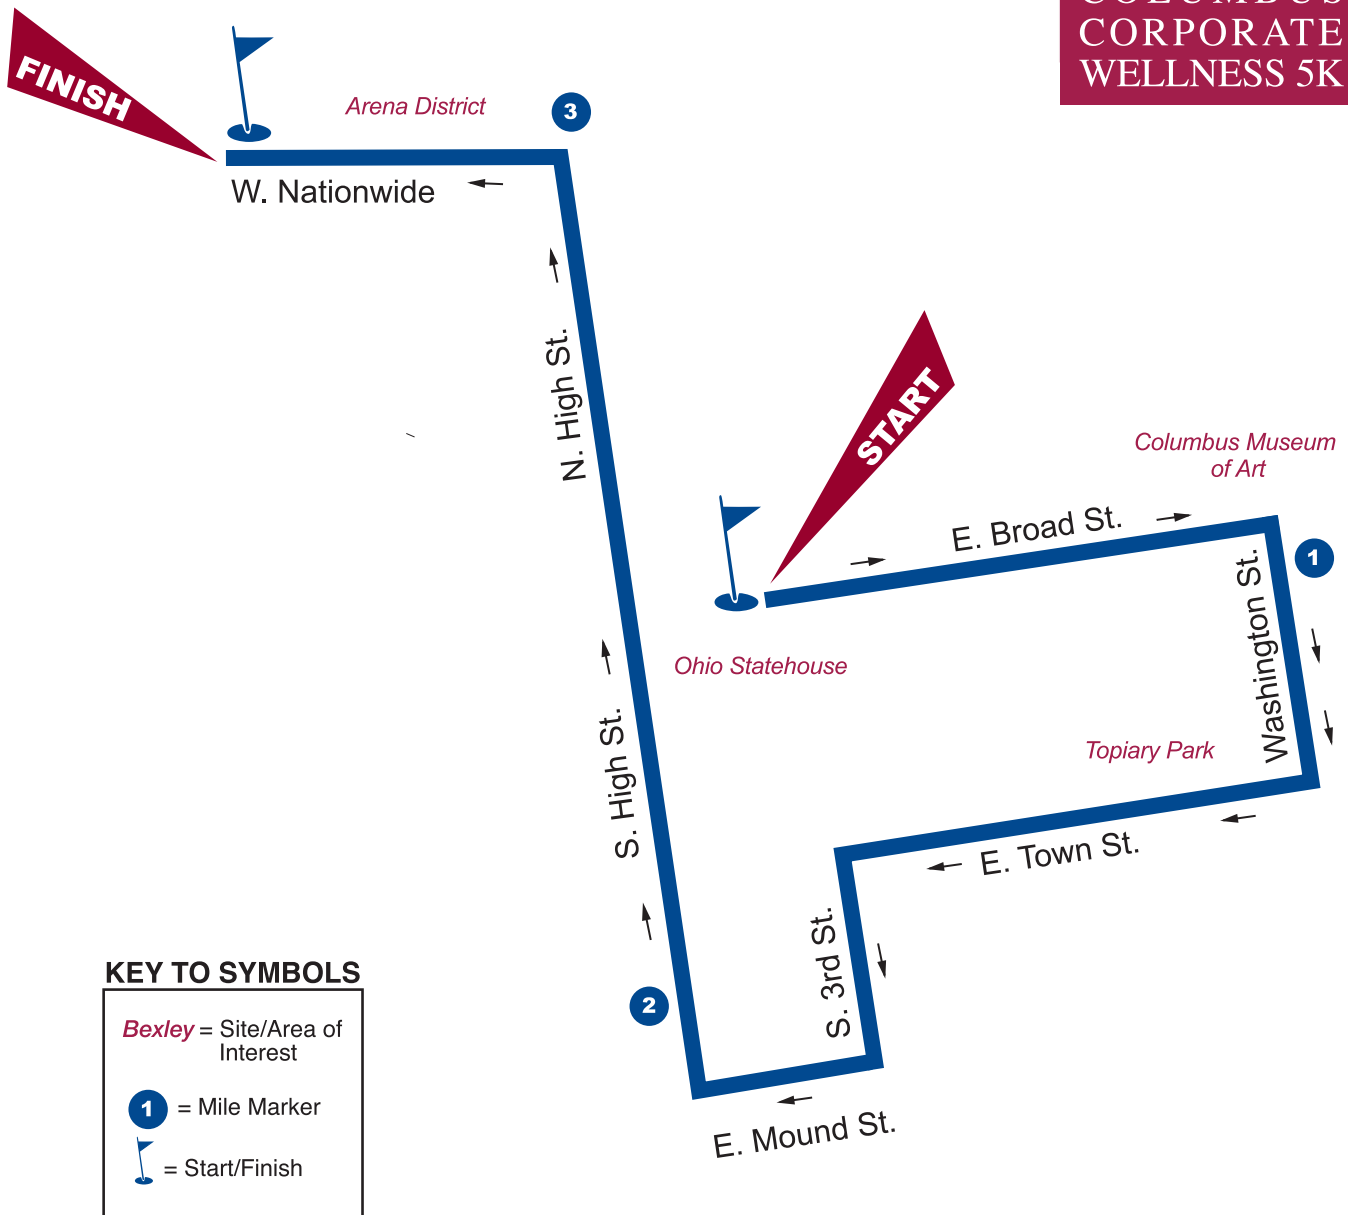 COLUMBUS
CORPORATE
WELLNESS 5K
FINISH
Arena District
3
W. Nationwide
N. High St.
START
Columbus Museum
of Art
E. Broad St.
1
Washington St.
Ohio Statehouse
Topiary Park
S. High St.
E. Town St.
S. 3rd St.
2
E. Mound St.
KEY TO SYMBOLS
Bexley = Site/Area of
Interest
1 = Mile Marker
= Start/Finish